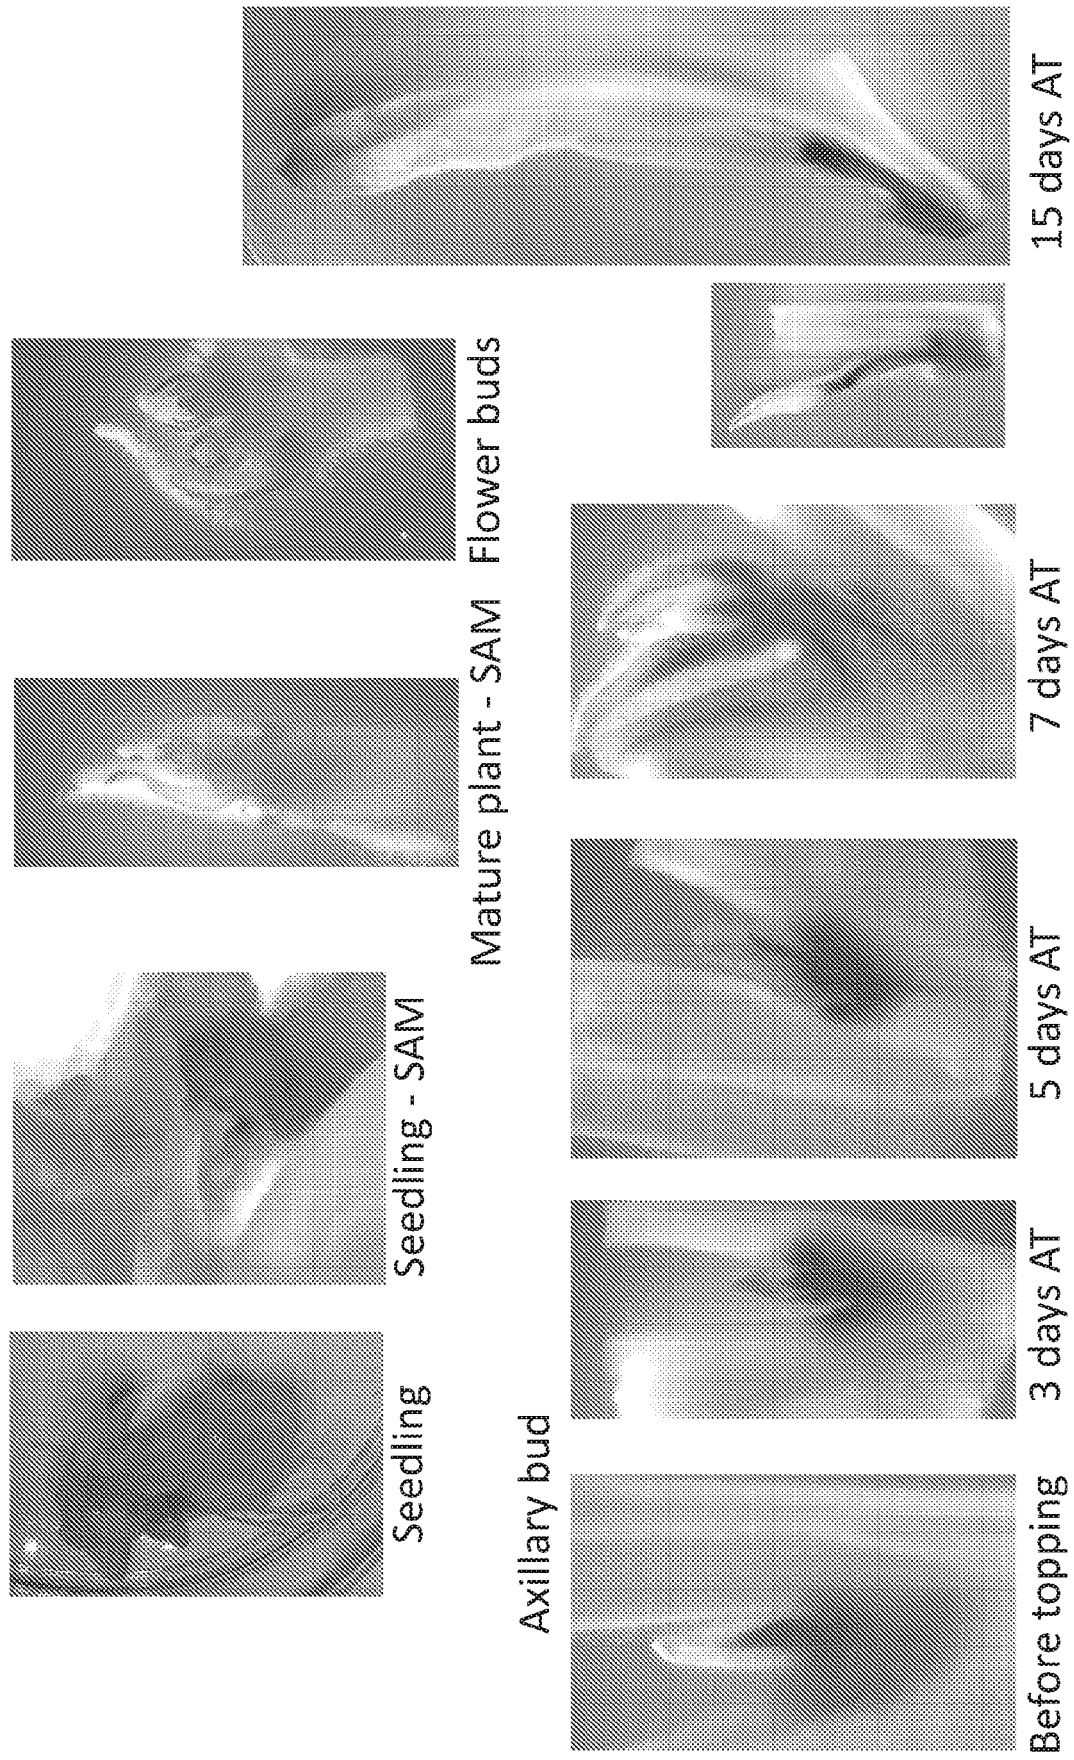 Seedling
Seedling - SAM
Mature plant - SAM
Flower buds
Axillary bud
Before topping
3 days AT
5 days AT
7 days AT
15 days AT